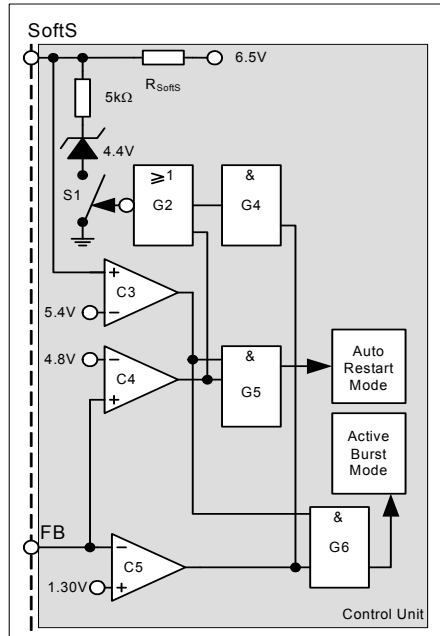 SoftS
6.5V
R SoftS
5kΩ
4.4V
S1
≥1
G2
&
G4
+
C3
5.4V
-
4.8V
-
C4
+
&
G5
Auto
Restart
Mode
Active
Burst
Mode
FB
-
C5
1.30V
+
&
G6
Control Unit